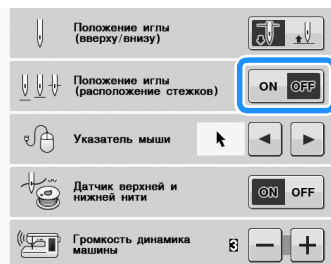 Положение иглы
(вверху/внизу)
Положение иглы
(расположение стежков)
ON OFF
Указатель мыши
Датчик верхней и
нижней нити
ON OFF
Громкость динамика
машины
3